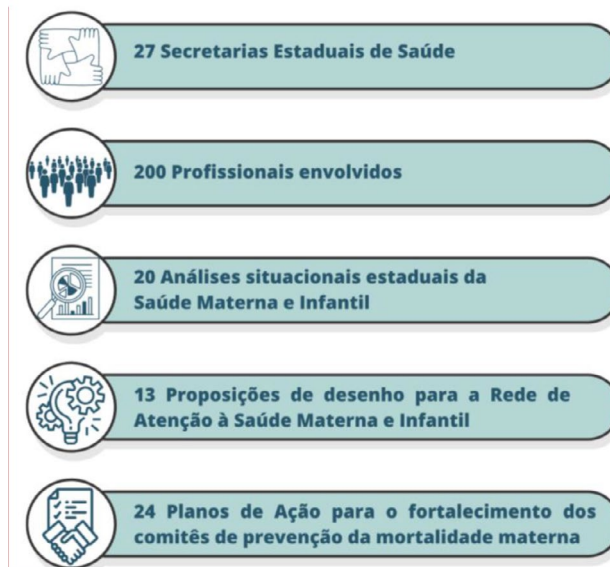 27 Secretarias Estaduais de Saúde
200 Profissionais envolvidos
20 Análises situacionais estaduais da
Saúde Materna e Infantil
13 Proposições de desenho para a Rede de
Atenção à Saúde Materna e Infantil
24 Planos de Ação para o fortalecimento dos
comitês de prevenção da mortalidade materna